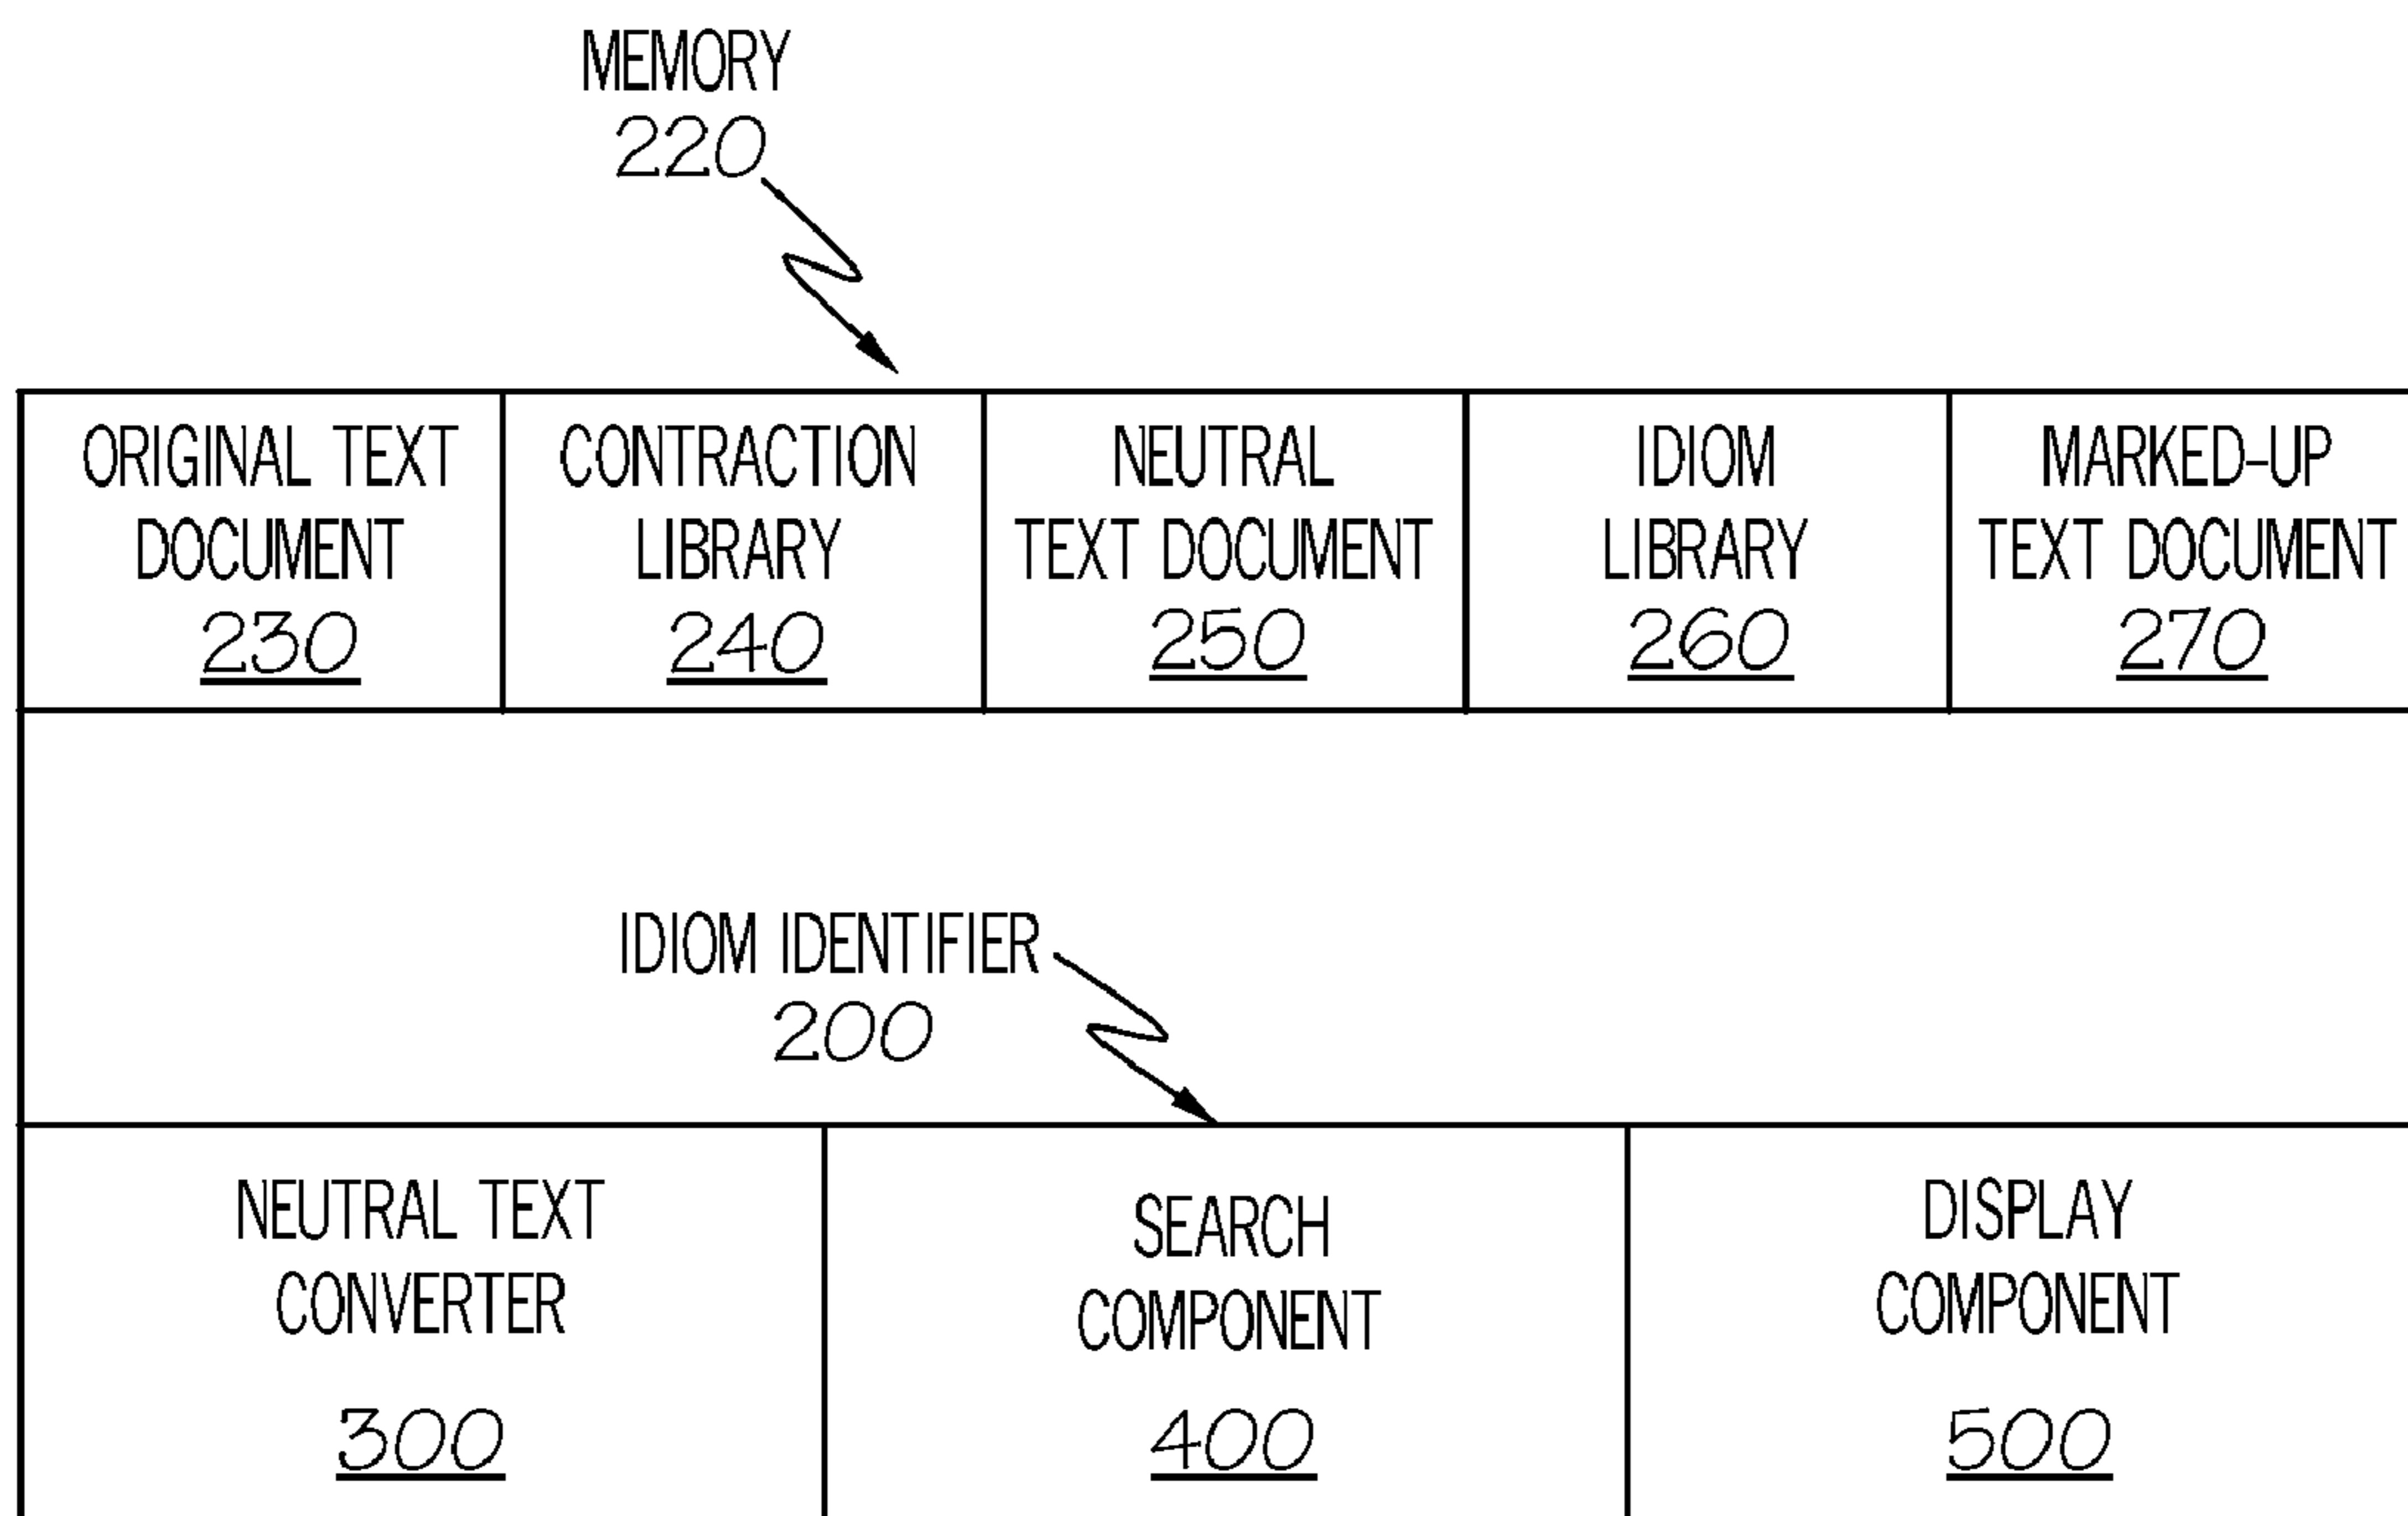 MEMORY
220
ORIGINAL TEXT
DOCUMENT
230
CONTRACTION
LIBRARY
240
NEUTRAL
TEXT DOCUMENT
250
IDIOM
LIBRARY
260
MARKED-UP
TEXT DOCUMENT
270
IDIOM IDENTIFIER
200
NEUTRAL TEXT
CONVERTER
300
SEARCH
COMPONENT
400
DISPLAY
COMPONENT
500